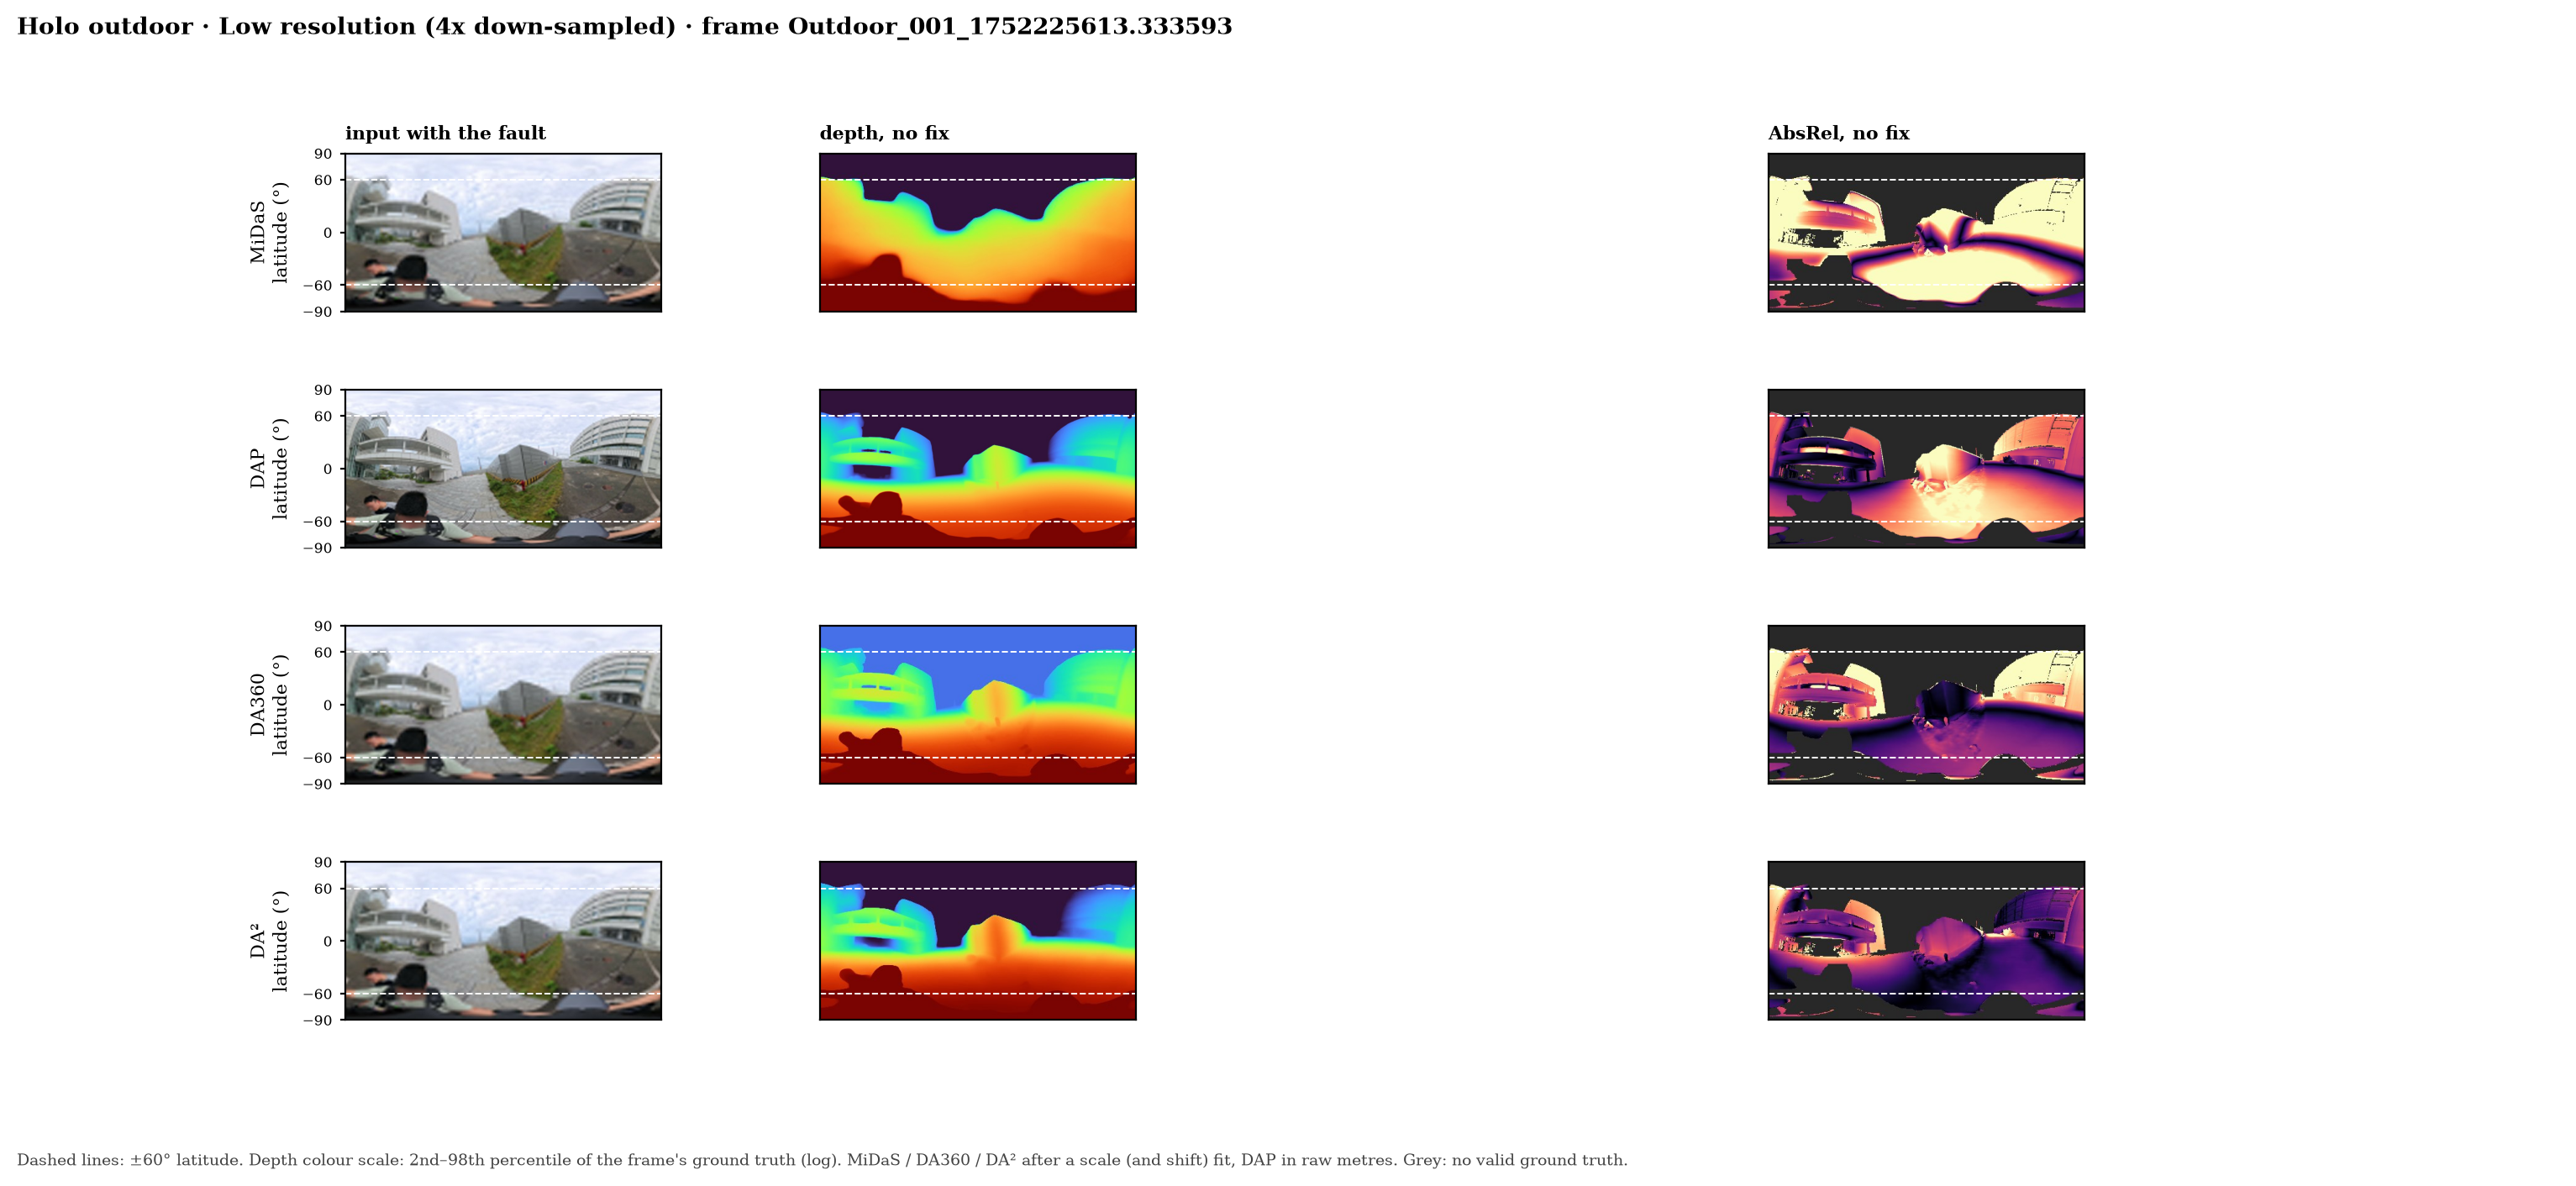 Holo outdoor · Low resolution (4x down-sampled) · frame Outdoor_001_1752225613.333593
input with the fault
depth, no fix
AbsRel, no fix
MiDaS
latitude (°)
90
60
0
−60
−90
DAP
latitude (°)
90
60
0
−60
−90
DA360
latitude (°)
90
60
0
−60
−90
DA²
latitude (°)
90
60
0
−60
−90
Dashed lines: ±60° latitude. Depth colour scale: 2nd–98th percentile of the frame's ground truth (log). MiDaS / DA360 / DA² after a scale (and shift) fit, DAP in raw metres. Grey: no valid ground truth.